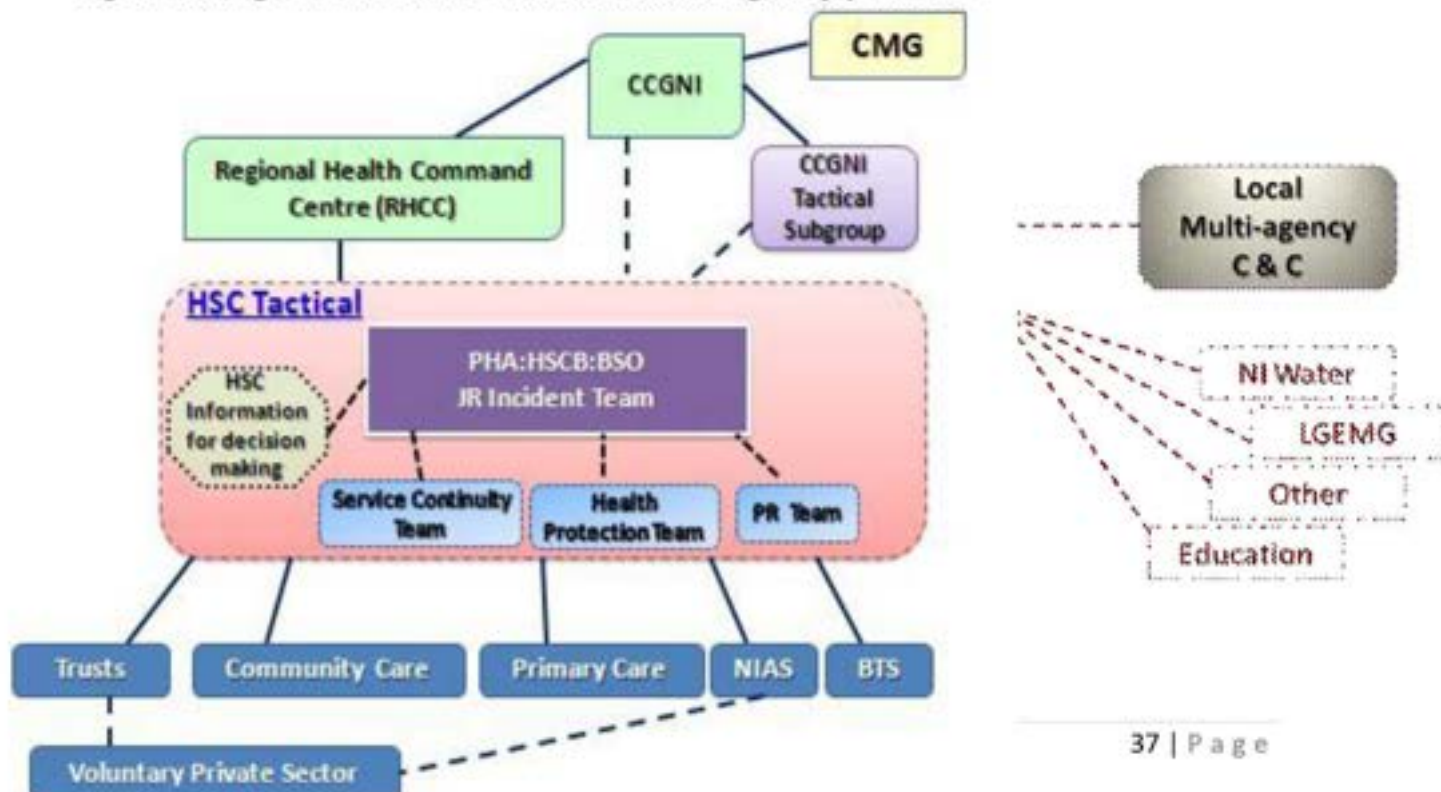 CMG
CCGNI
Regional Health Command
Centre (RHCC)
CCGNI
Tactical
Subgroup
Local
Multi-agency
C & C
HSC Tactical
PHA:HSCB:BSO
JR Incident Team
HSC
Information
for decision
making
Service Continuity
Team
Health
Protection Team
PR Team
NI Water
LGEMG
Other
Education
Trusts
Community Care
Primary Care
NIAS
BTS
Voluntary Private Sector
37 | Page